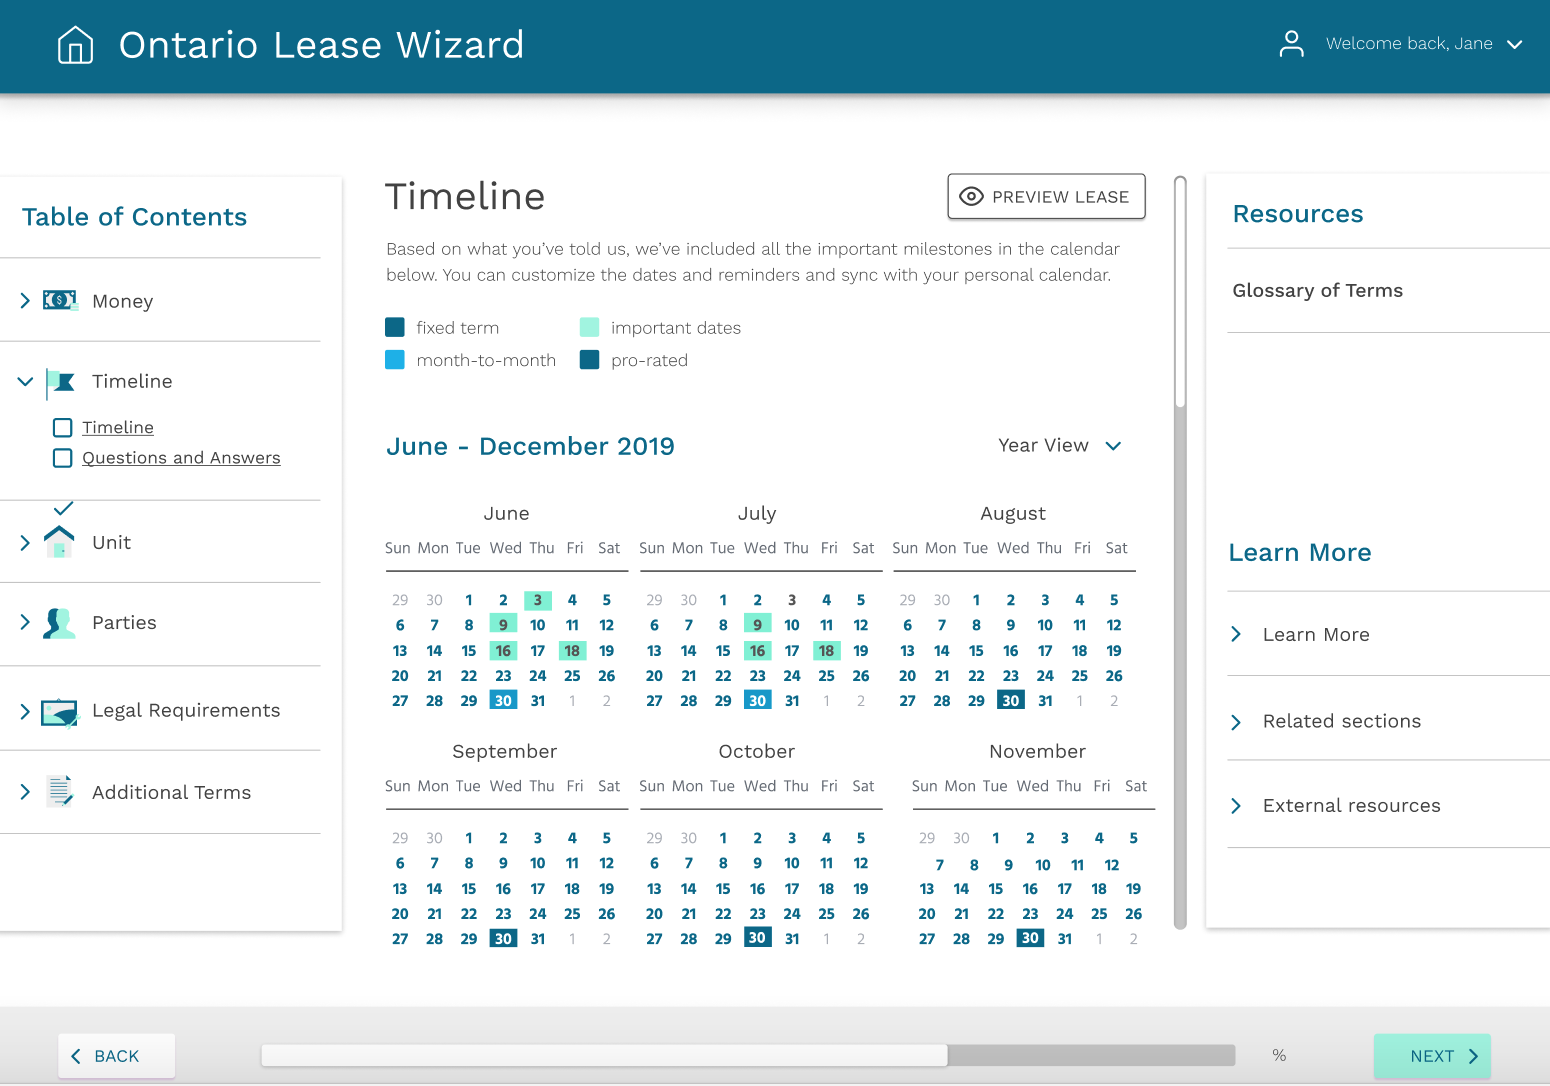 Ontario Lease Wizard
Welcome back, Jane
Table of Contents
Money
Timeline
Timeline
Questions and Answers
Unit
Parties
Legal Requirements
Additional Terms
Timeline
PREVIEW LEASE
Based on what you've told us, we've included all the important milestones in the calendar
below. You can customize the dates and reminders and sync with your personal calendar.
fixed term
important dates
month-to-month
pro-rated
June - December 2019
Year View
June
Sun Mon Tue Wed Thu Fri Sat
29 30 1 2 3 4 5
6 7 8 9 10 11 12
13 14 15 16 17 18 19
20 21 22 23 24 25 26
27 28 29 30 31 1 2
July
Sun Mon Tue Wed Thu Fri Sat
29 30 1 2 3 4 5
6 7 8 9 10 11 12
13 14 15 16 17 18 19
20 21 22 23 24 25 26
27 28 29 30 31 1 2
August
Sun Mon Tue Wed Thu Fri Sat
29 30 1 2 3 4 5
6 7 8 9 10 11 12
13 14 15 16 17 18 19
20 21 22 23 24 25 26
27 28 29 30 31 1 2
September
Sun Mon Tue Wed Thu Fri Sat
29 30 1 2 3 4 5
6 7 8 9 10 11 12
13 14 15 16 17 18 19
20 21 22 23 24 25 26
27 28 29 30 31 1 2
October
Sun Mon Tue Wed Thu Fri Sat
29 30 1 2 3 4 5
6 7 8 9 10 11 12
13 14 15 16 17 18 19
20 21 22 23 24 25 26
27 28 29 30 31 1 2
November
Sun Mon Tue Wed Thu Fri Sat
29 30 1 2 3 4 5
7 8 9 10 11 12
13 14 15 16 17 18 19
20 21 22 23 24 25 26
27 28 29 30 31 1 2
Resources
Glossary of Terms
Learn More
Learn More
Related sections
External resources
BACK
%
NEXT